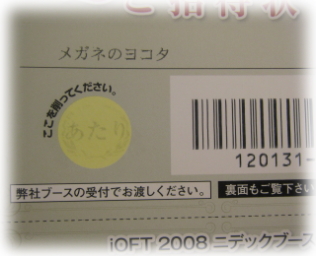 ご招待状
メガネのヨコタ
ここを削ってください。
あたり
120131-
弊社ブースの受付でお渡しください。
裏面もご覧下さい
iOFT 2008 ニデックブース